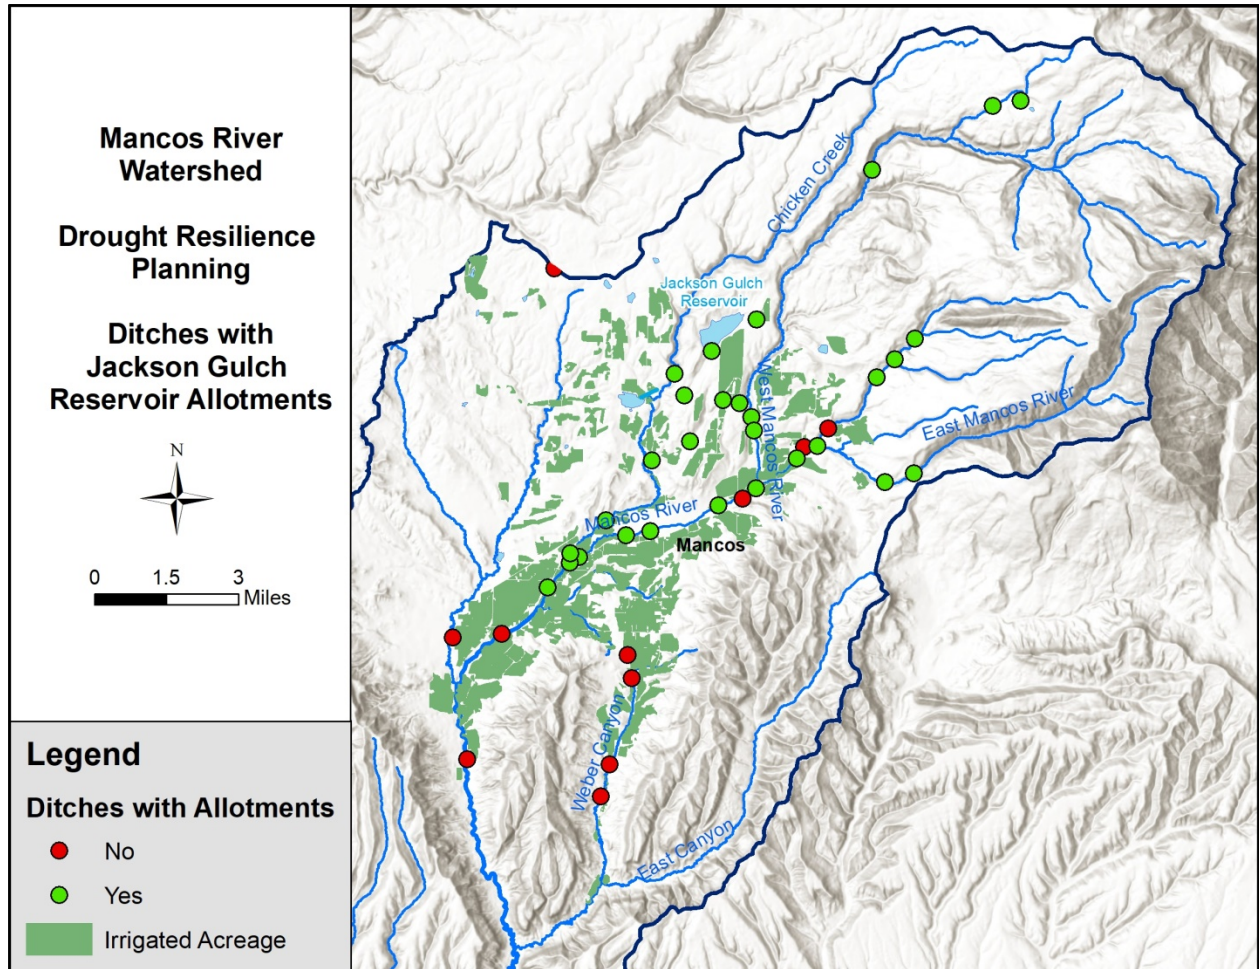 Mancos River
Watershed
Drought Resilience
Planning
Ditches with
Jackson Gulch
Reservoir Allotments
N
0 1.5 3
Miles
Legend
Ditches with Allotments
No
Yes
Irrigated Acreage
Chicken Creek
Jackson Gulch
Reservoir
West Mancos River
East Mancos River
Mancos River
Mancos
Weber Canyon
East Canyon